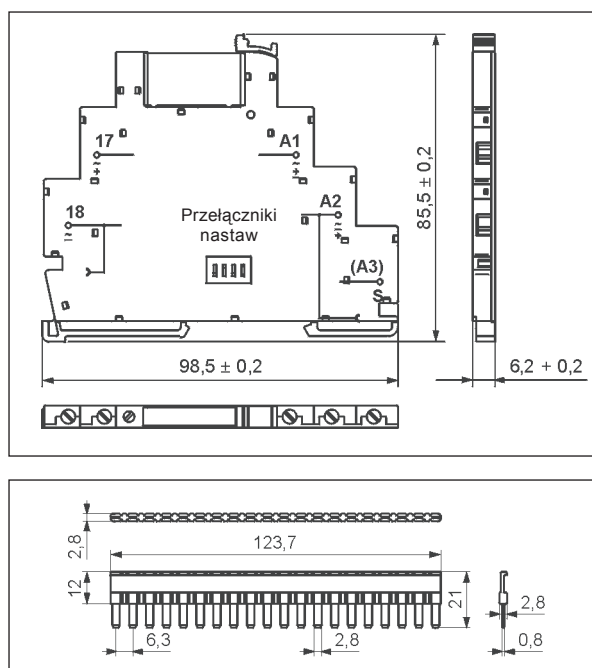 17
A1
18
A2
Przełączniki
nastaw
(A3)
S
85,5 ± 0,2
98,5 ± 0,2
6,2 + 0,2
2,8
123,7
12
21
6,3
2,8
2,8
0,8